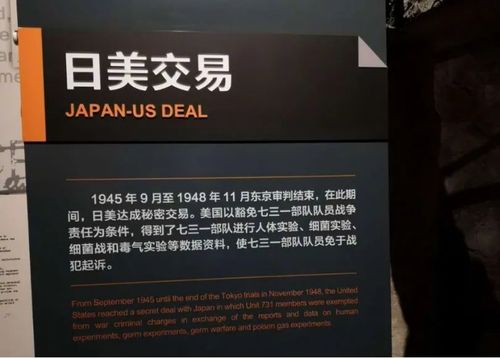 日美交易
JAPAN-US DEAL
1945 年 9 月至 1948 年 11 月东京审判结束，在此期
间，日美达成秘密交易。美国以豁免七三一部队队员战争
责任为条件，得到了七三一部队进行人体实验、细菌实验、
细菌战和毒气实验等数据资料，使七三一部队队员免于战
犯起诉。
From September 1945 until the end of the Tokyo trials in November 1948, the United
States reached a secret deal with Japan in which Unit 731 members were exempted
from war criminal charges in exchange of the reports and data on human
experiments, germ experiments, germ warfare and poison gas experiments.